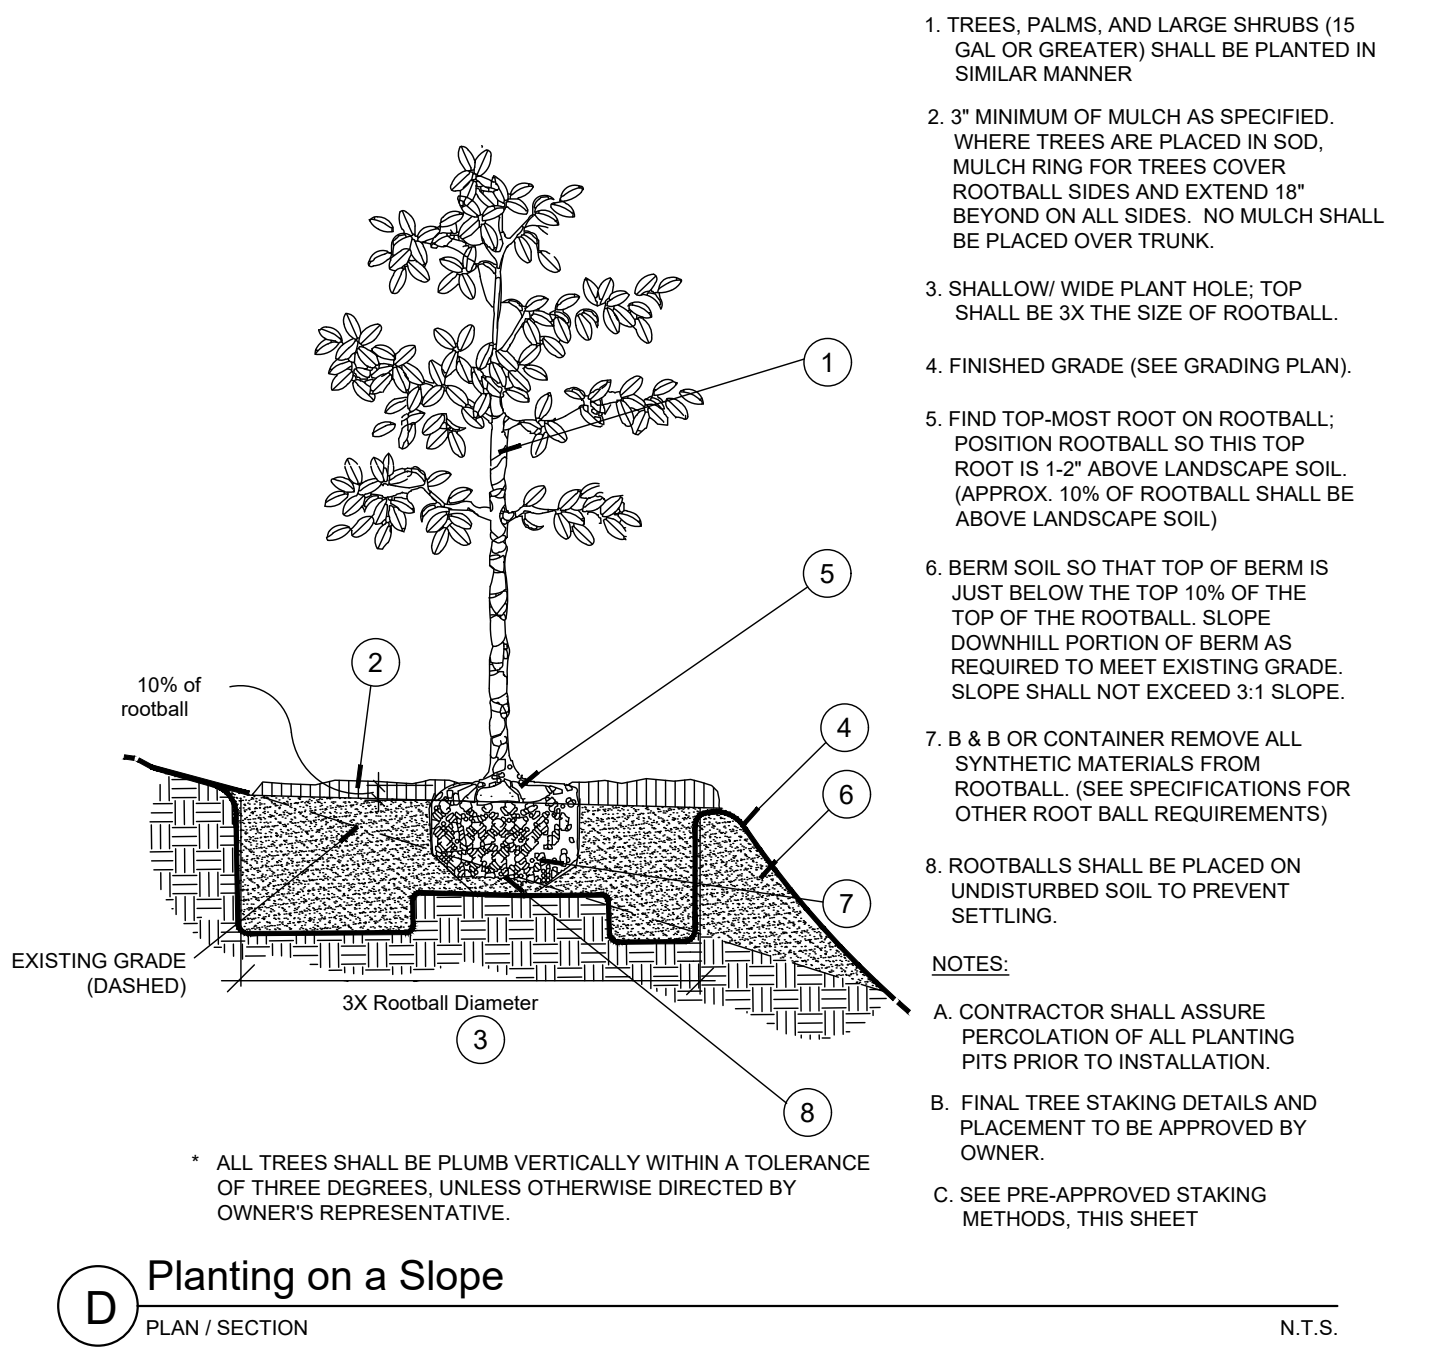 1. TREES, PALMS, AND LARGE SHRUBS (15
GAL OR GREATER) SHALL BE PLANTED IN
SIMILAR MANNER
2. 3" MINIMUM OF MULCH AS SPECIFIED.
WHERE TREES ARE PLACED IN SOD,
MULCH RING FOR TREES COVER
ROOTBALL SIDES AND EXTEND 18"
BEYOND ON ALL SIDES. NO MULCH SHALL
BE PLACED OVER TRUNK.
3. SHALLOW/ WIDE PLANT HOLE; TOP
SHALL BE 3X THE SIZE OF ROOTBALL.
4. FINISHED GRADE (SEE GRADING PLAN).
5. FIND TOP-MOST ROOT ON ROOTBALL;
POSITION ROOTBALL SO THIS TOP
ROOT IS 1-2" ABOVE LANDSCAPE SOIL.
(APPROX. 10% OF ROOTBALL SHALL BE
ABOVE LANDSCAPE SOIL)
6. BERM SOIL SO THAT TOP OF BERM IS
JUST BELOW THE TOP 10% OF THE
TOP OF THE ROOTBALL. SLOPE
DOWNHILL PORTION OF BERM AS
REQUIRED TO MEET EXISTING GRADE.
SLOPE SHALL NOT EXCEED 3:1 SLOPE.
7. B & B OR CONTAINER REMOVE ALL
SYNTHETIC MATERIALS FROM
ROOTBALL. (SEE SPECIFICATIONS FOR
OTHER ROOT BALL REQUIREMENTS)
8. ROOTBALLS SHALL BE PLACED ON
UNDISTURBED SOIL TO PREVENT
SETTLING.
NOTES:
A. CONTRACTOR SHALL ASSURE
PERCOLATION OF ALL PLANTING
PITS PRIOR TO INSTALLATION.
B. FINAL TREE STAKING DETAILS AND
PLACEMENT TO BE APPROVED BY
OWNER.
C. SEE PRE-APPROVED STAKING
METHODS, THIS SHEET
1
5
2
10% of
rootball
4
6
7
EXISTING GRADE
(DASHED)
3X Rootball Diameter
3
8
* ALL TREES SHALL BE PLUMB VERTICALLY WITHIN A TOLERANCE
OF THREE DEGREES, UNLESS OTHERWISE DIRECTED BY
OWNER'S REPRESENTATIVE.
D
Planting on a Slope
PLAN / SECTION
N.T.S.